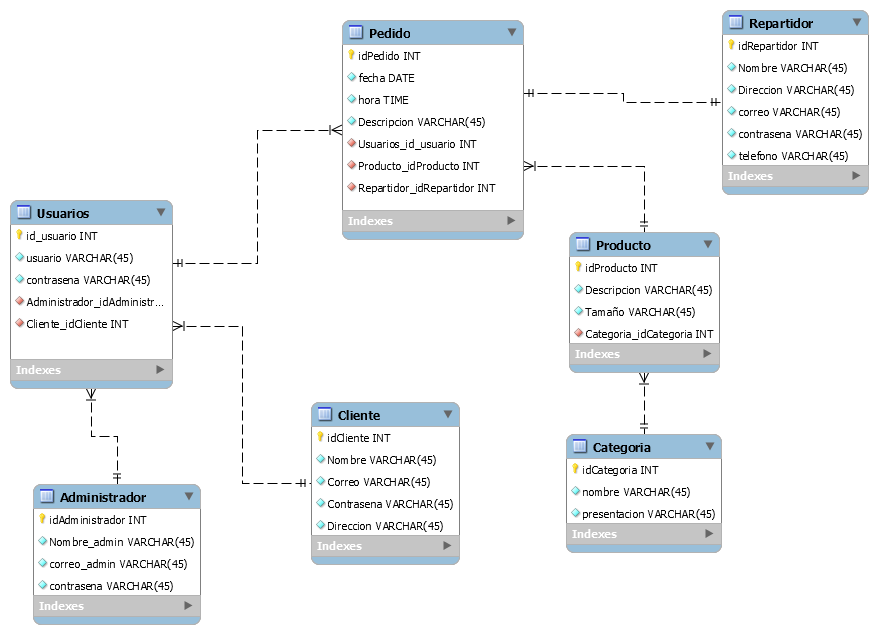 Pedido
idPedido INT
fecha DATE
hora TIME
Descripcion VARCHAR(45)
Usuarios_id_usuario INT
Producto_idProducto INT
Repartidor_idRepartidor INT
Indexes
Repartidor
idRepartidor INT
Nombre VARCHAR(45)
Direccion VARCHAR(45)
correo VARCHAR(45)
contrasena VARCHAR(45)
telefono VARCHAR(45)
Indexes
Usuarios
id_usuario INT
usuario VARCHAR(45)
contrasena VARCHAR(45)
Administrador_idAdministr...
Cliente_idCliente INT
Indexes
Producto
idProducto INT
Descripcion VARCHAR(45)
Tamaño VARCHAR(45)
Categoria_idCategoria INT
Indexes
Cliente
idCliente INT
Nombre VARCHAR(45)
Correo VARCHAR(45)
Contrasena VARCHAR(45)
Direccion VARCHAR(45)
Indexes
Categoria
idCategoria INT
nombre VARCHAR(45)
presentacion VARCHAR(45)
Indexes
Administrador
idAdministrador INT
Nombre_admin VARCHAR(45)
correo_admin VARCHAR(45)
contrasena VARCHAR(45)
Indexes